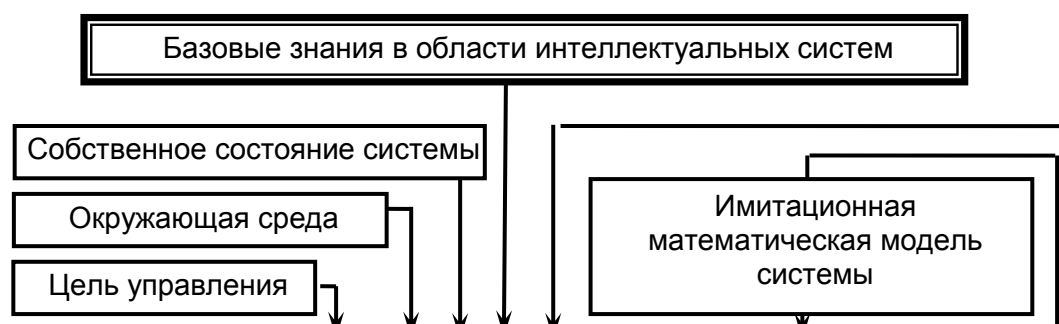 Базовые знания в области интеллектуальных систем
Собственное состояние системы
Окружающая среда
Цель управления
Имитационная
математическая модель
системы